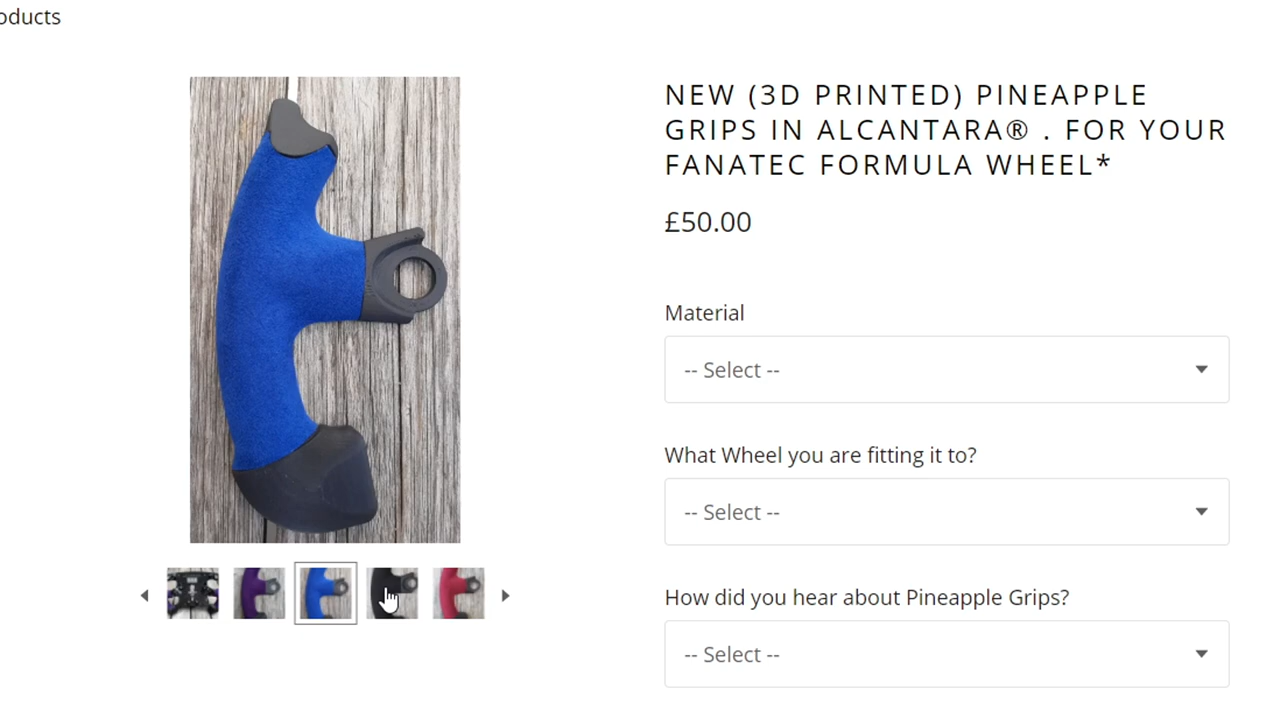 oducts
NEW (3D PRINTED) PINEAPPLE
GRIPS IN ALCANTARA® . FOR YOUR
FANATEC FORMULA WHEEL*
£50.00
Material
-- Select --
What Wheel you are fitting it to?
-- Select --
How did you hear about Pineapple Grips?
-- Select --